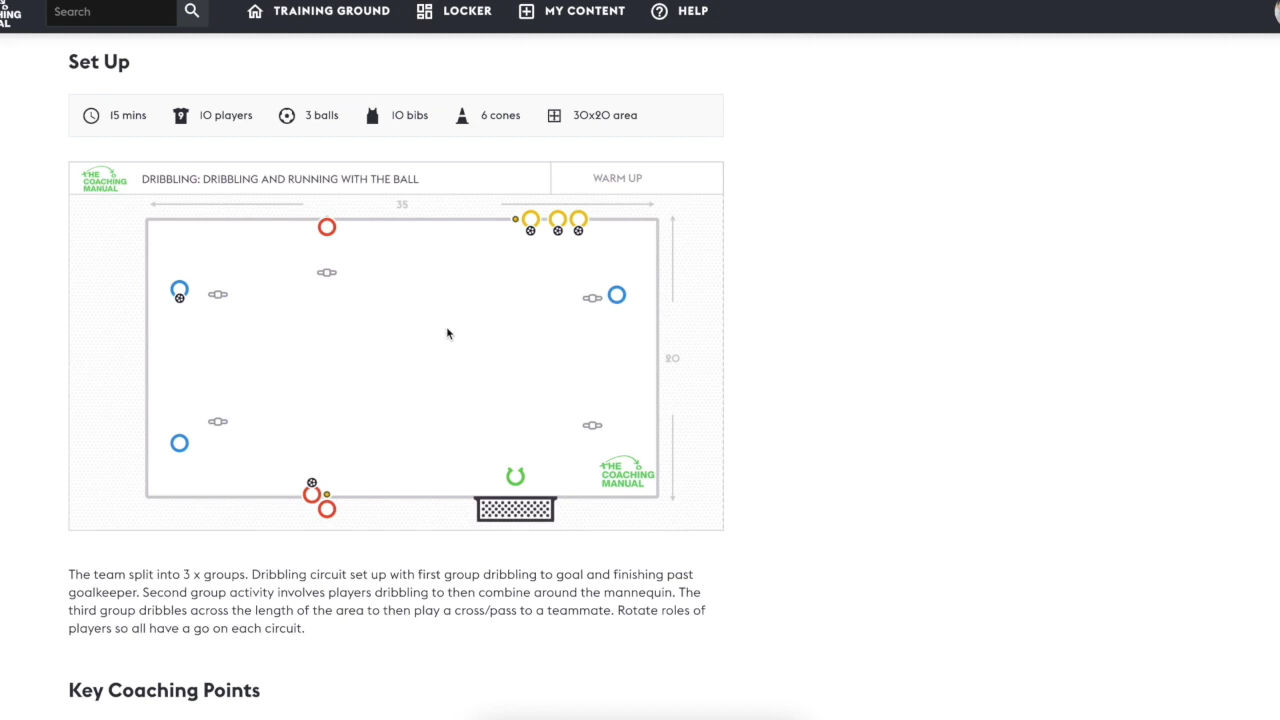 ING
AL
Search
TRAINING GROUND
LOCKER
MY CONTENT
HELP
Set Up
15 mins
9
10 players
3 balls
10 bibs
6 cones
30x20 area
THE
COACHING
MANUAL
DRIBBLING: DRIBBLING AND RUNNING WITH THE BALL
WARM UP
35
20
THE
COACHING
MANUAL
The team split into 3 x groups. Dribbling circuit set up with first group dribbling to goal and finishing past
goalkeeper. Second group activity involves players dribbling to then combine around the mannequin. The
third group dribbles across the length of the area to then play a cross/pass to a teammate. Rotate roles of
players so all have a go on each circuit.
Key Coaching Points